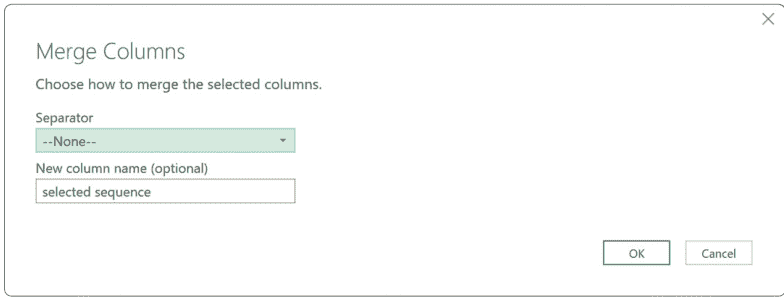 Merge Columns
Choose how to merge the selected columns.
Separator
--None--
New column name (optional)
selected sequence
OK
Cancel